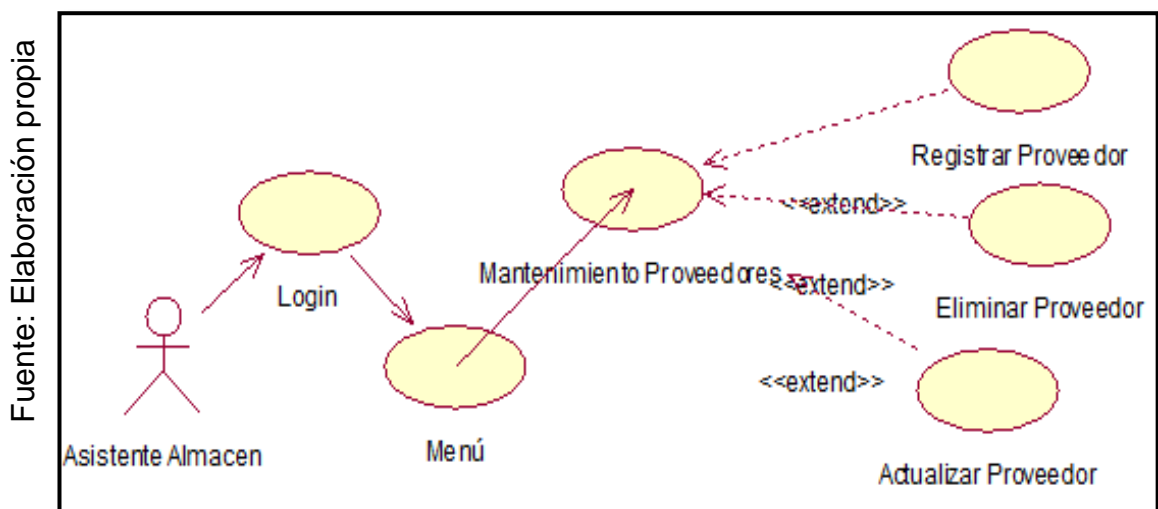 Fuente: Elaboración propia
Registrar Proveedor
<<extend>>
Mantenimiento Proveedores
Login
<<extend>>
Eliminar Proveedor
<<extend>>
Asistente Almacen
Menú
Actualizar Proveedor